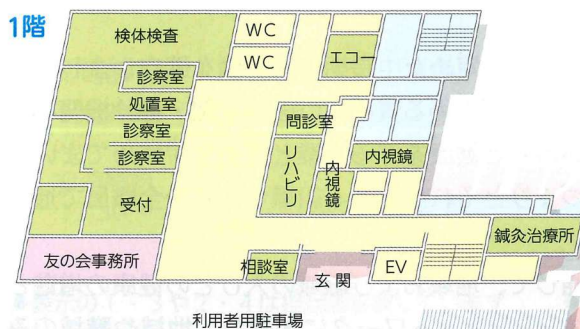 1階
検体検査
WC
WC
エコー
診察室
処置室
診察室
診察室
問診室
リハビリ
内視鏡
内視鏡
受付
友の会事務所
相談室
玄関
EV
鍼灸治療所
利用者用駐車場